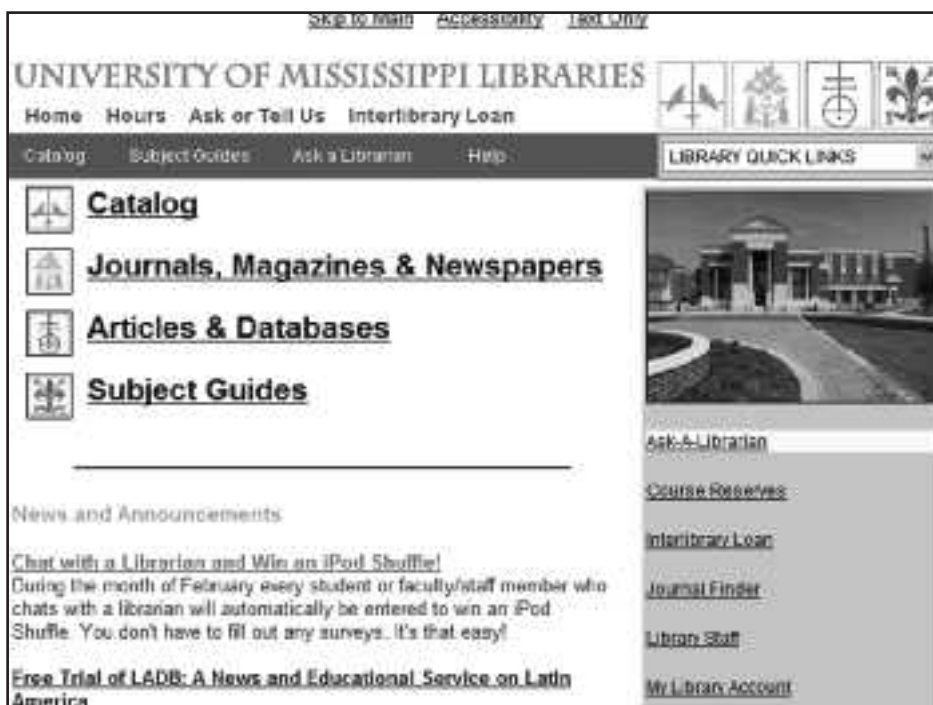 Skip to Main Accessibility Text Only
UNIVERSITY OF MISSISSIPPI LIBRARIES
Home Hours Ask or Tell Us Interlibrary Loan
Catalog Subject Guides Ask a Librarian Help
LIBRARY QUICK LINKS
Catalog
Journals, Magazines & Newspapers
Articles & Databases
Subject Guides
News and Announcements
Chat with a Librarian and Win an iPod Shuffle!
During the month of February every student or faculty/staff member who
chats with a librarian will automatically be entered to win an iPod
Shuffle. You don't have to fill out any surveys. It's that easy!
Free Trial of LADB: A News and Educational Service on Latin
America
Ask-A-Librarian
Course Reserves
Interlibrary Loan
Journal Finder
Library Staff
My Library Account